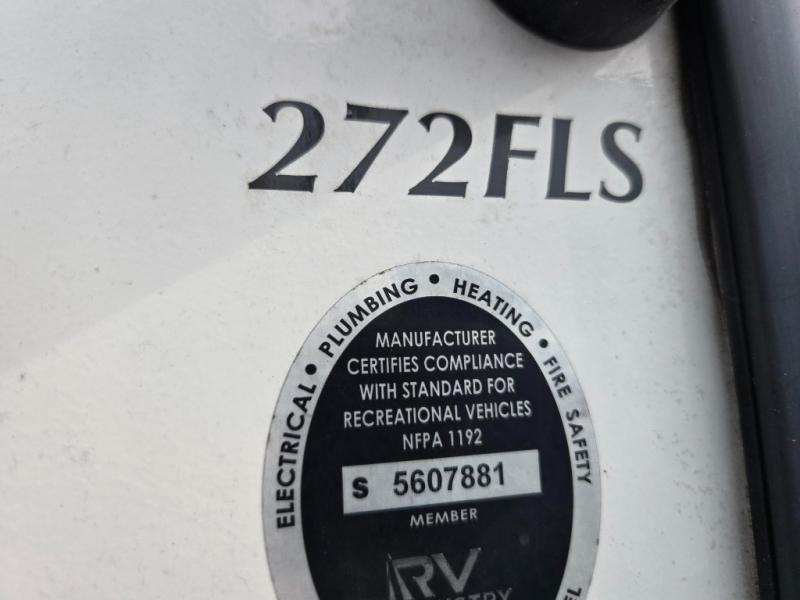 272FLS
ELECTRICAL • PLUMBING • HEATING • FIRE SAFETY
MANUFACTURER
CERTIFIES COMPLIANCE
WITH STANDARD FOR
RECREATIONAL VEHICLES
NFPA 1192
S 5607881
MEMBER
RV